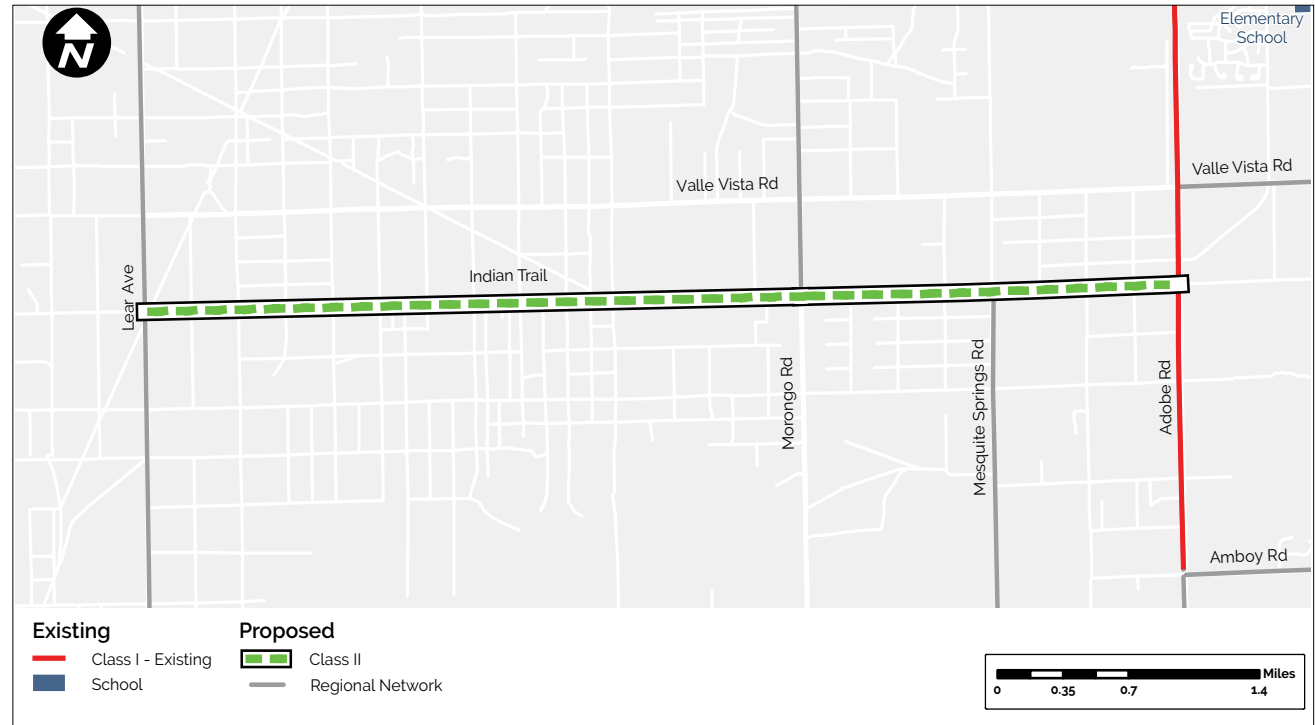 N
Elementary
School
Valle Vista Rd
Valle Vista Rd
Indian Trail
Lear Ave
Morongo Rd
Mesquite Springs Rd
Adobe Rd
Amboy Rd
Existing
Class I - Existing
School
Proposed
Class II
Regional Network
Miles
0 0.35 0.7 1.4